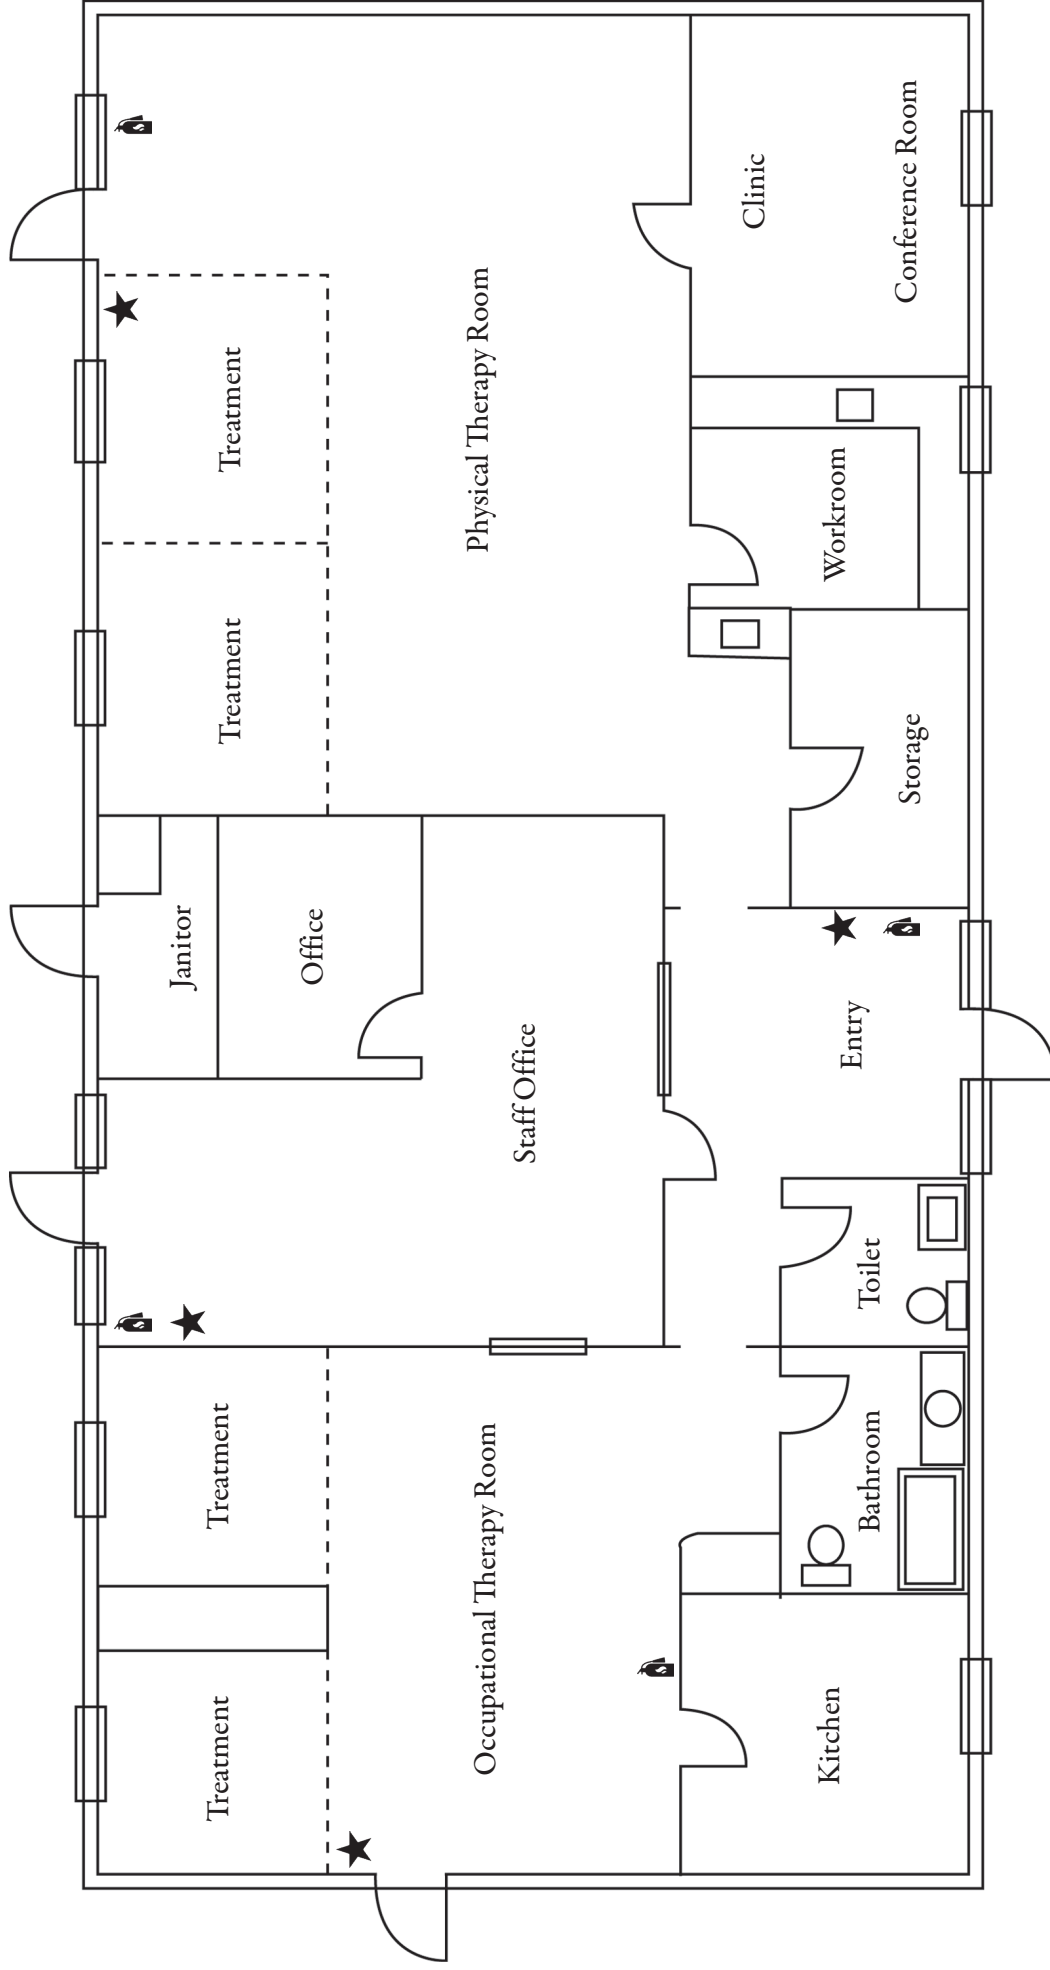 Treatment
Treatment
Janitor
Office
Treatment
Treatment
Physical Therapy Room
Staff Office
Occupational Therapy Room
Clinic
Conference Room
Workroom
Storage
Entry
Toilet
Bathroom
Kitchen